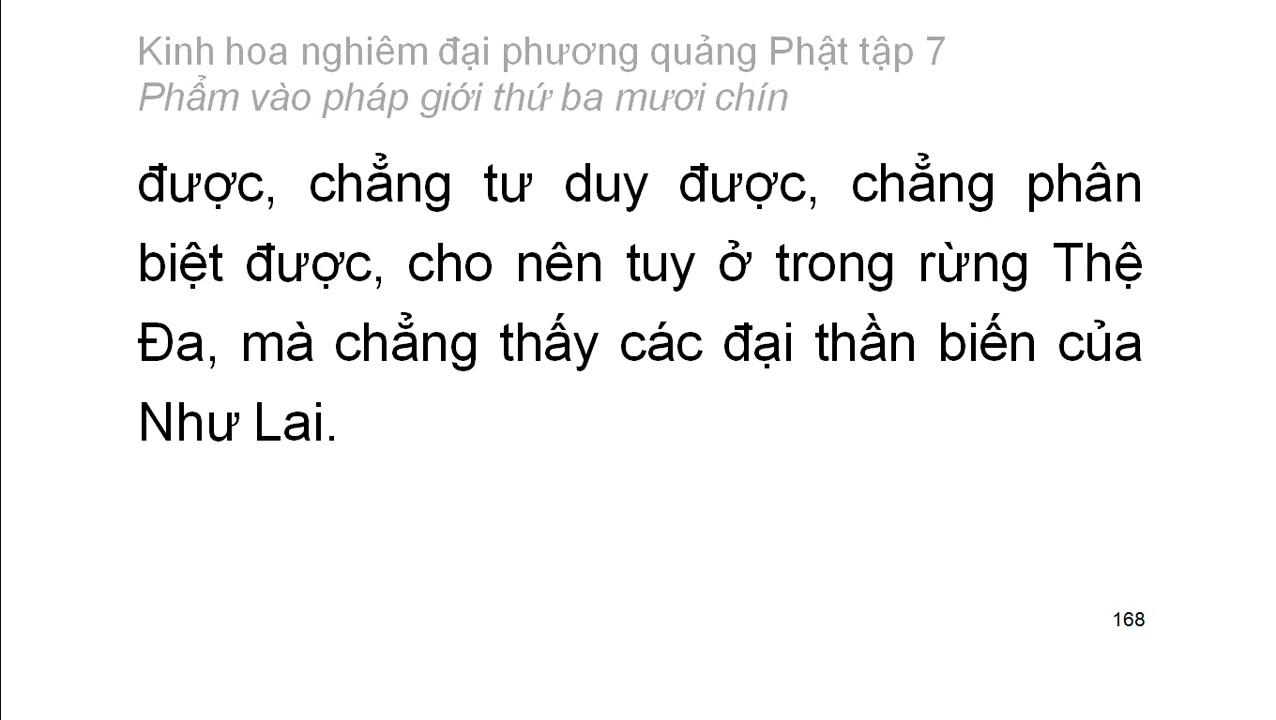 Kinh hoa nghiêm đại phương quảng Phật tập 7
Phẩm vào pháp giới thứ ba mươi chín
được, chẳng tư duy được, chẳng phân
biệt được, cho nên tuy ở trong rừng Thệ
Đa, mà chẳng thấy các đại thần biến của
Như Lai.
168